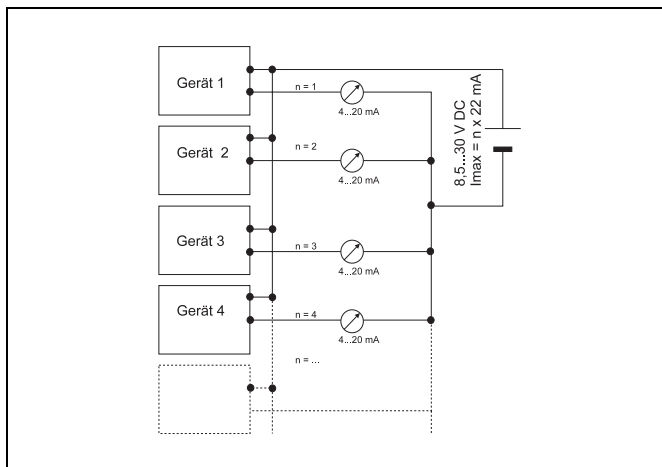 Gerät 1
n = 1
4...20 mA
Gerät 2
n = 2
4...20 mA
Gerät 3
n = 3
4...20 mA
Gerät 4
n = 4
4...20 mA
n = ...
8,5...30 V DC
Imax = n x 22 mA